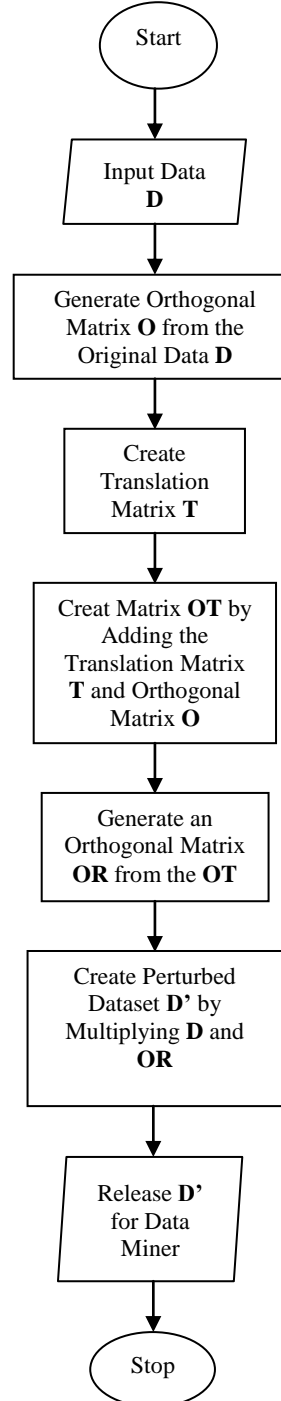 Start
Input Data
D
Generate Orthogonal
Matrix O from the
Original Data D
Create
Translation
Matrix T
Creat Matrix OT by
Adding the
Translation Matrix
T and Orthogonal
Matrix O
Generate an
Orthogonal Matrix
OR from the OT
Create Perturbed
Dataset D’ by
Multiplying D and
OR
Release D’
for Data
Miner
Stop